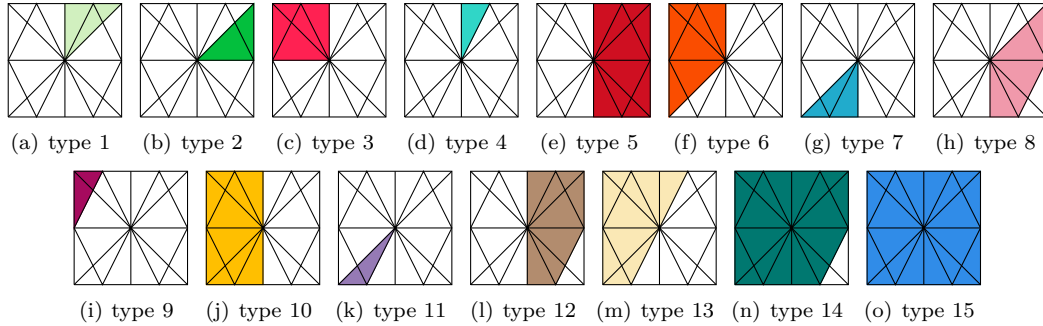 (a) type 1 (b) type 2 (c) type 3 (d) type 4 (e) type 5 (f) type 6 (g) type 7 (h) type 8
(i) type 9 (j) type 10 (k) type 11 (l) type 12 (m) type 13 (n) type 14 (o) type 15